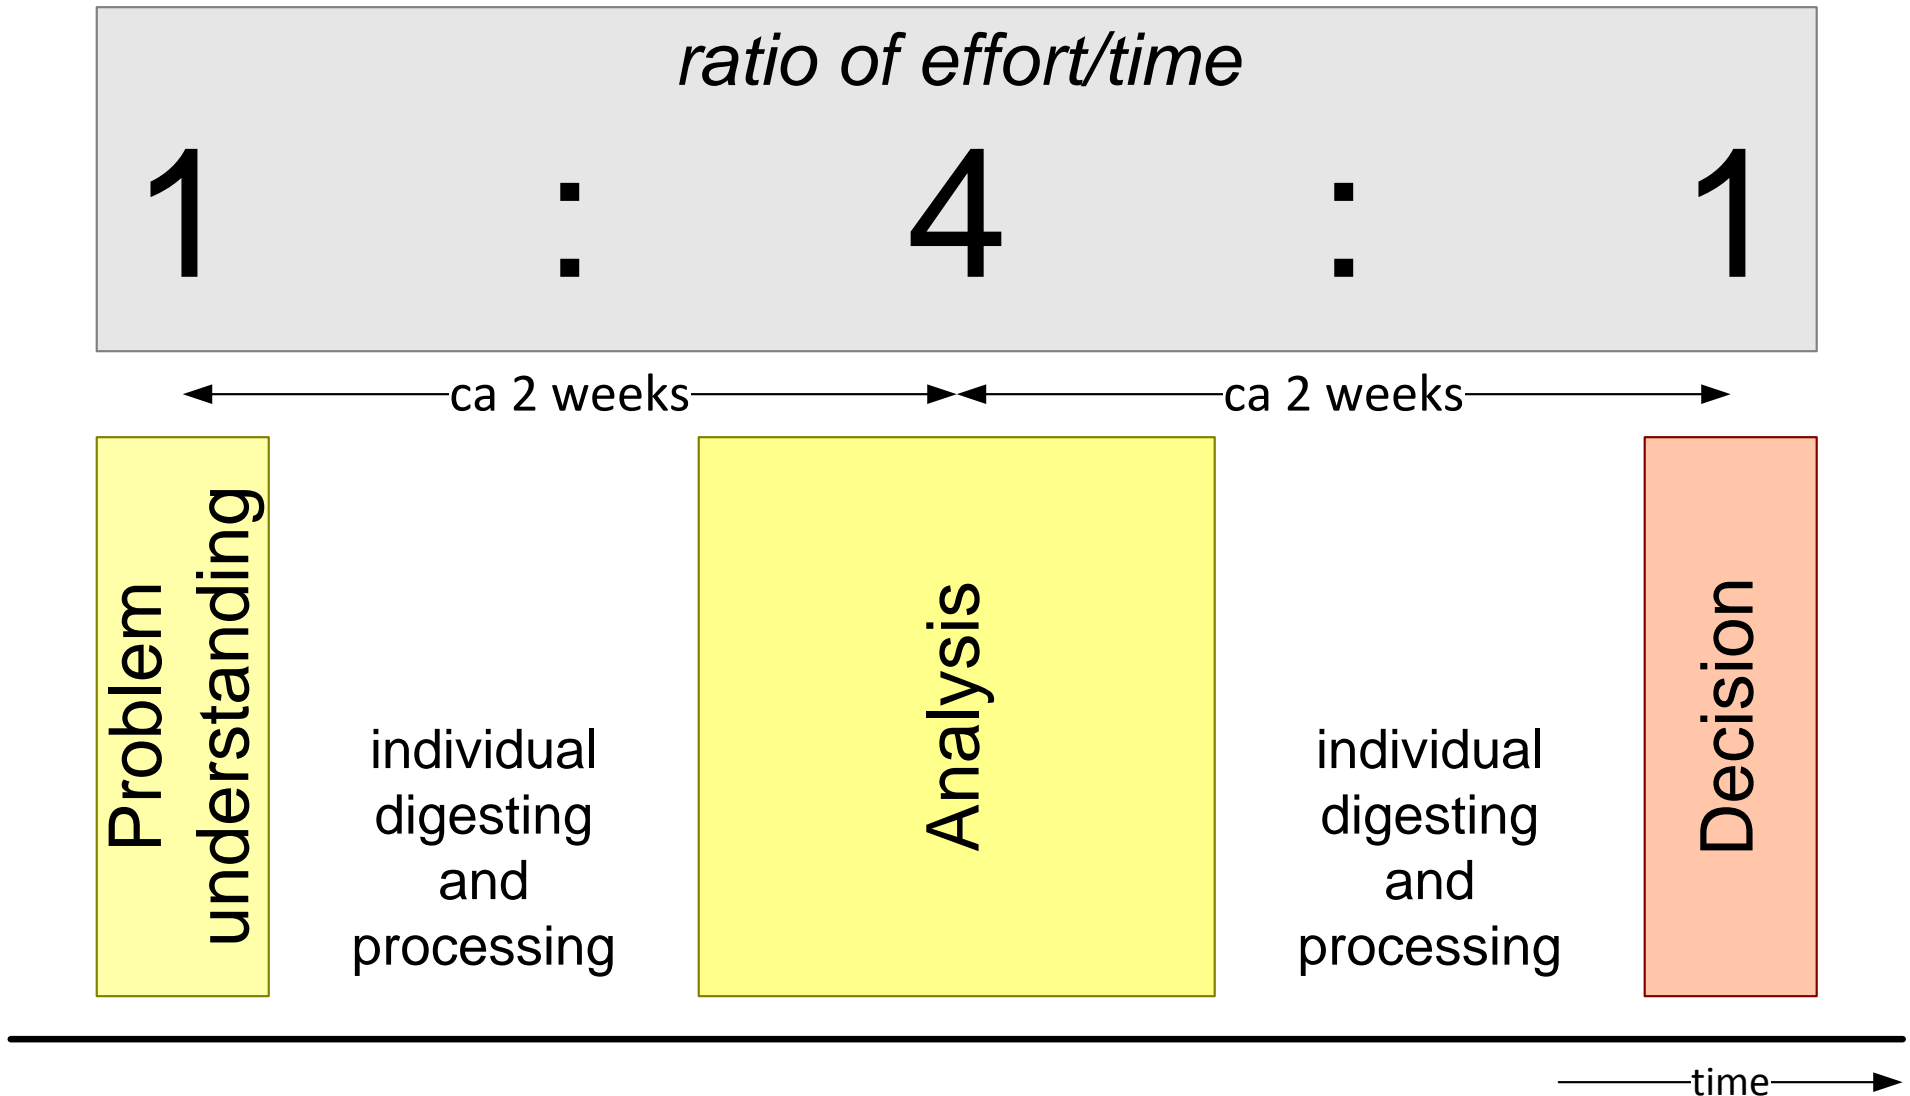 ratio of effort/time
1 : 4 : 1
ca 2 weeks
ca 2 weeks
Problem
understanding
individual
digesting
and
processing
Analysis
individual
digesting
and
processing
Decision
time